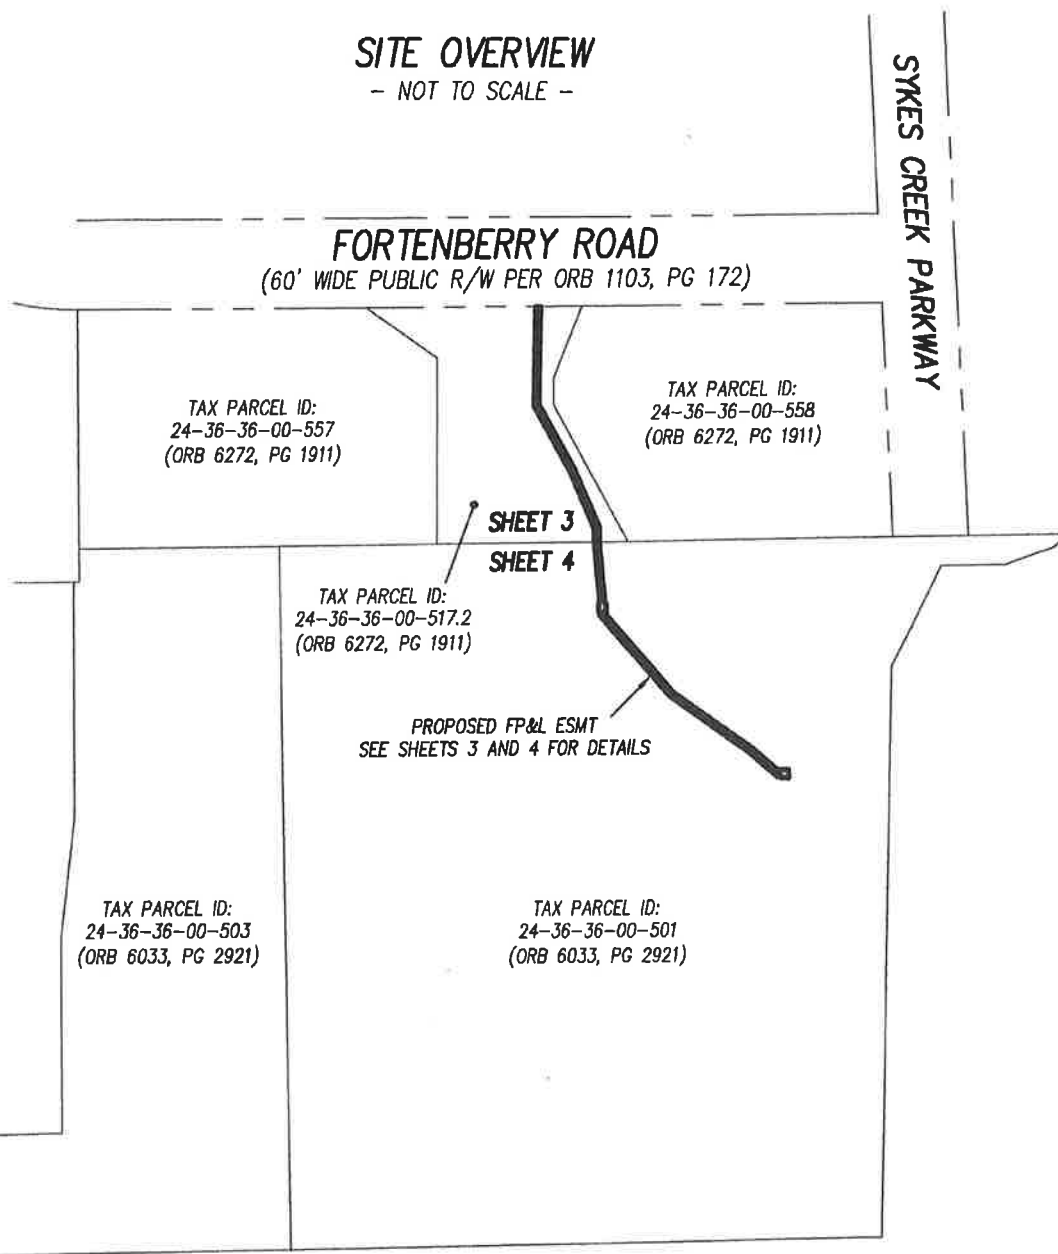 SITE OVERVIEW
- NOT TO SCALE -
SYKES CREEK PARKWAY
FORTENBERRY ROAD
(60' WIDE PUBLIC R/W PER ORB 1103, PG 172)
TAX PARCEL ID:
24-36-36-00-557
(ORB 6272, PG 1911)
TAX PARCEL ID:
24-36-36-00-558
(ORB 6272, PG 1911)
SHEET 3
SHEET 4
TAX PARCEL ID:
24-36-36-00-517.2
(ORB 6272, PG 1911)
PROPOSED FP&L ESMT
SEE SHEETS 3 AND 4 FOR DETAILS
TAX PARCEL ID:
24-36-36-00-503
(ORB 6033, PG 2921)
TAX PARCEL ID:
24-36-36-00-501
(ORB 6033, PG 2921)